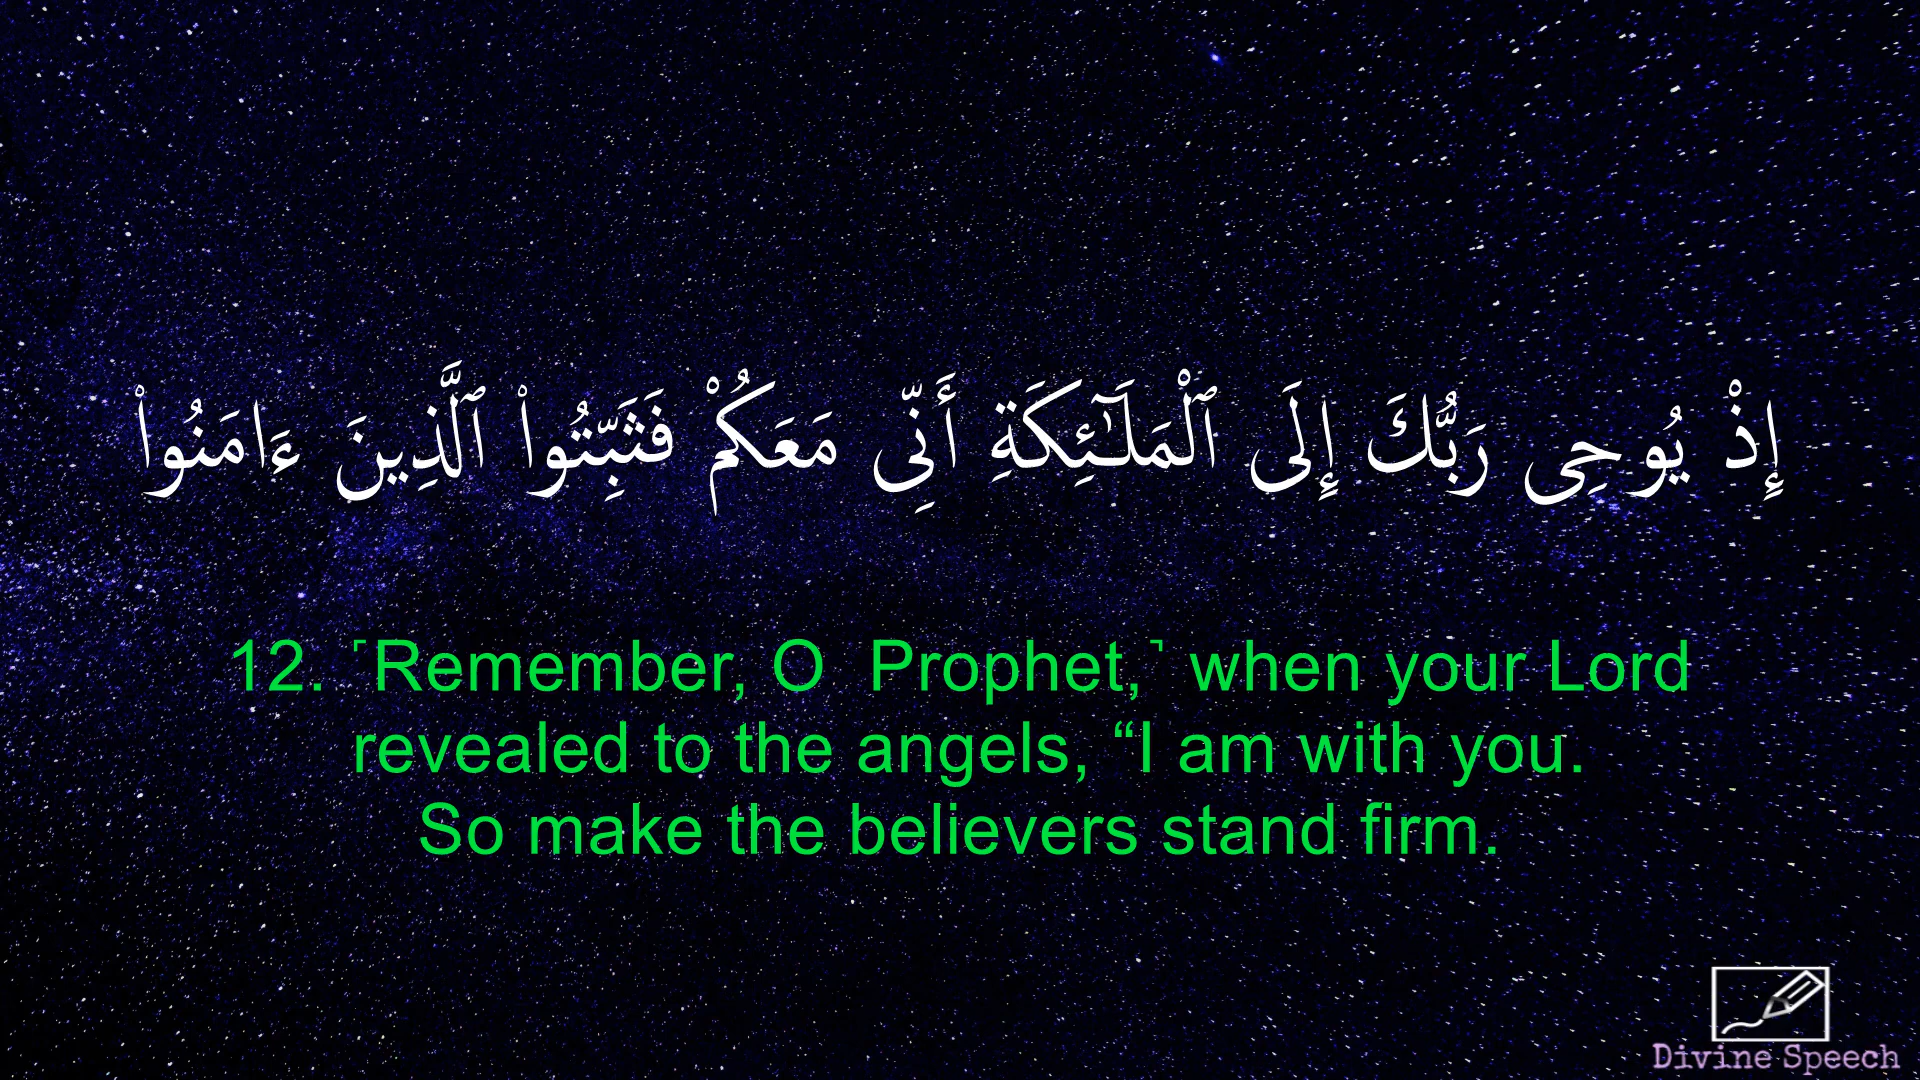 إِذْ يُوحِى رَبُّكَ إِلَى ٱلْمَلَـٰٓئِكَةِ أَنِّى مَعَكُمْ فَثَبِّتُوا۟ ٱلَّذِينَ ءَامَنُوا۟
12. ˹Remember, O  Prophet,˺ when your Lord
revealed to the angels, “I am with you.
So make the believers stand firm.
Divine Speech